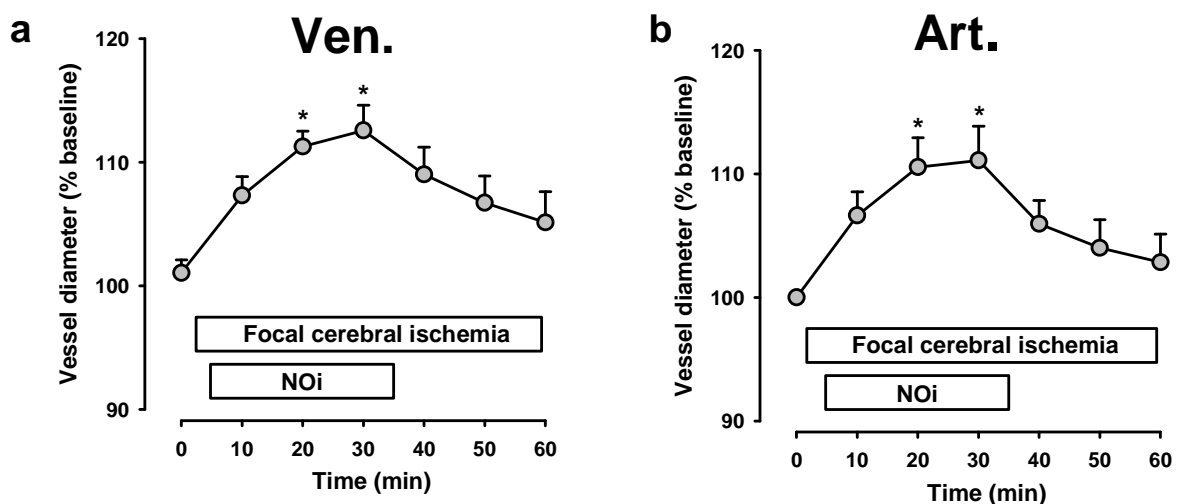 a
Ven.
120
110
100
90
Vessel diameter (% baseline)
*
*
Focal cerebral ischemia
NOi
0 10 20 30 40 50 60
Time (min)
b
Art.
120
110
100
90
Vessel diameter (% baseline)
*
*
Focal cerebral ischemia
NOi
0 10 20 30 40 50 60
Time (min)